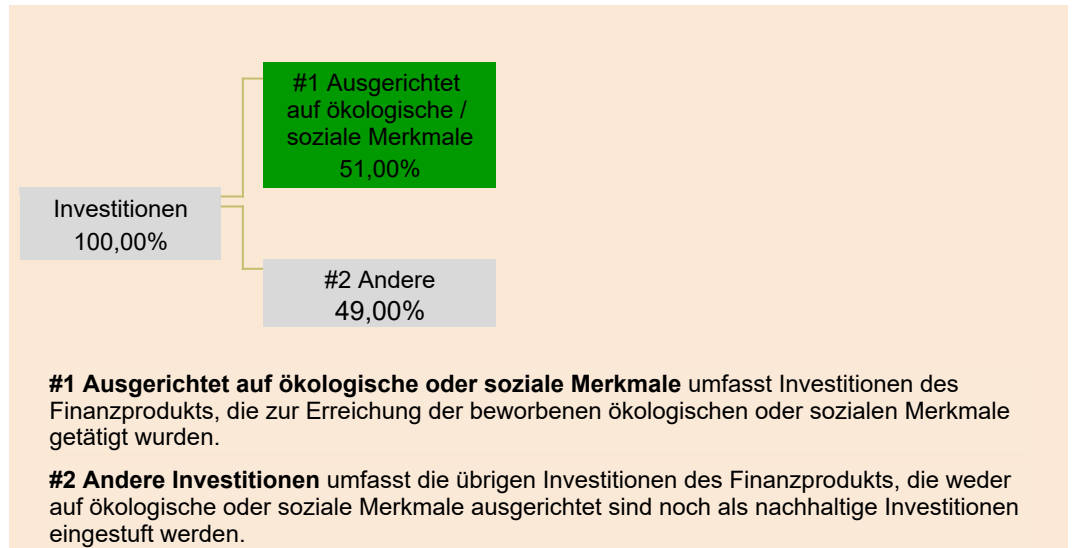 #1 Ausgerichtet
auf ökologische /
soziale Merkmale
51,00%
Investitionen
100,00%
#2 Andere
49,00%
#1 Ausgerichtet auf ökologische oder soziale Merkmale umfasst Investitionen des
Finanzprodukts, die zur Erreichung der beworbenen ökologischen oder sozialen Merkmale
getätigt wurden.
#2 Andere Investitionen umfasst die übrigen Investitionen des Finanzprodukts, die weder
auf ökologische oder soziale Merkmale ausgerichtet sind noch als nachhaltige Investitionen
eingestuft werden.